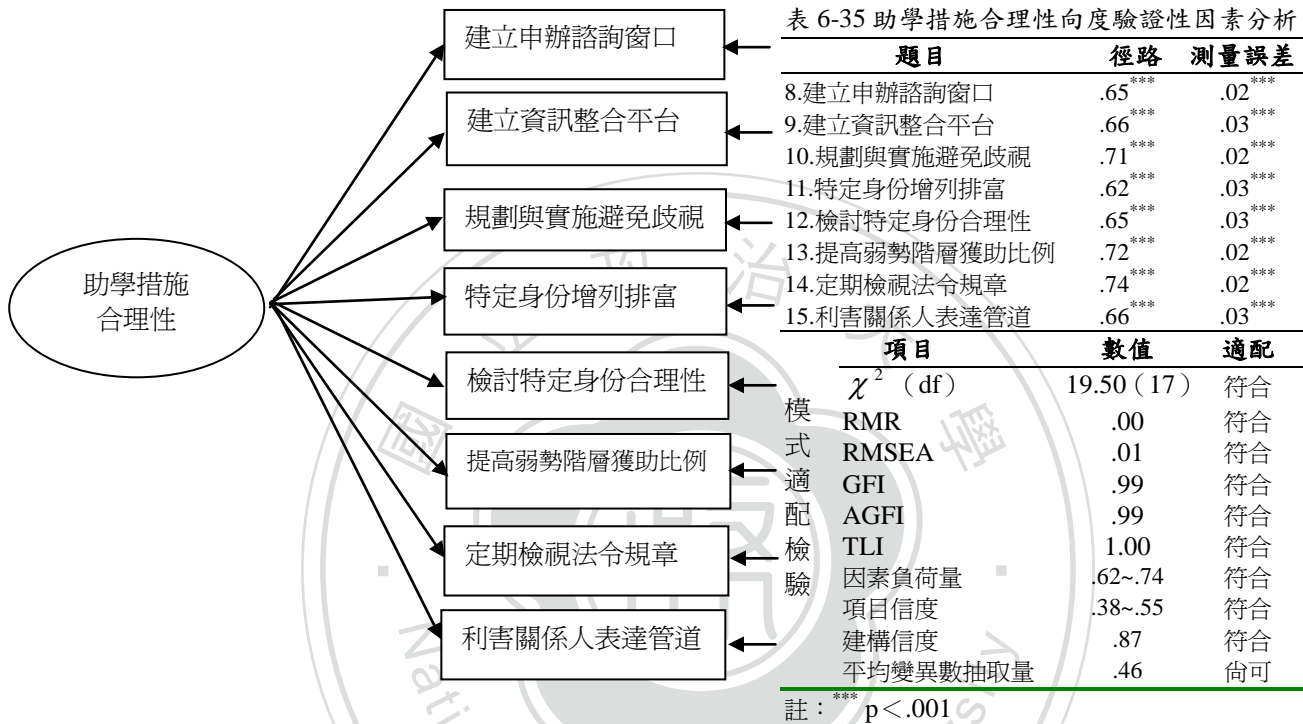 助學措施
合理性
建立申辦諮詢窗口
建立資訊整合平台
規劃與實施避免歧視
特定身份增列排富
檢討特定身份合理性
提高弱勢階層獲助比例
定期檢視法令規章
利害關係人表達管道
表 6-35 助學措施合理性向度驗證性因素分析
題目 徑路 測量誤差
8.建立申辦諮詢窗口 .65*** .02***
9.建立資訊整合平台 .66*** .03***
10.規劃與實施避免歧視 .71*** .02***
11.特定身份增列排富 .62*** .03***
12.檢討特定身份合理性 .65*** .03***
13.提高弱勢階層獲助比例 .72*** .02***
14.定期檢視法令規章 .74*** .02***
15.利害關係人表達管道 .66*** .03***
項目 數值 適配
模式適配檢驗
χ² （df） 19.50（17） 符合
RMR .00 符合
RMSEA .01 符合
GFI .99 符合
AGFI .99 符合
TLI 1.00 符合
因素負荷量 .62~.74 符合
項目信度 .38~.55 符合
建構信度 .87 符合
平均變異數抽取量 .46 尚可
註：*** p＜.001